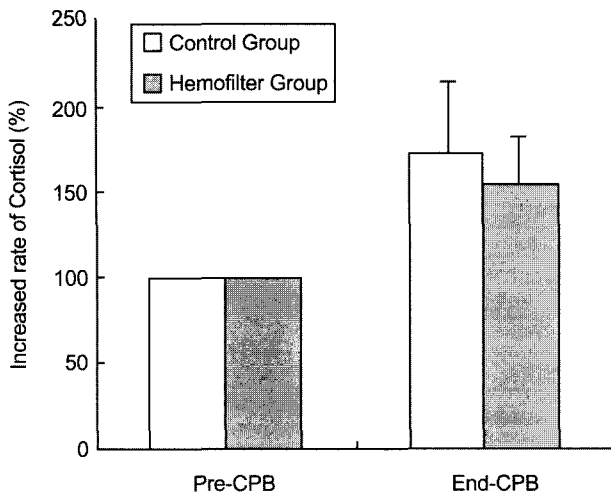 Increased rate of Cortisol (%)
250
200
150
100
50
0
Control Group
Hemofilter Group
Pre-CPB
End-CPB